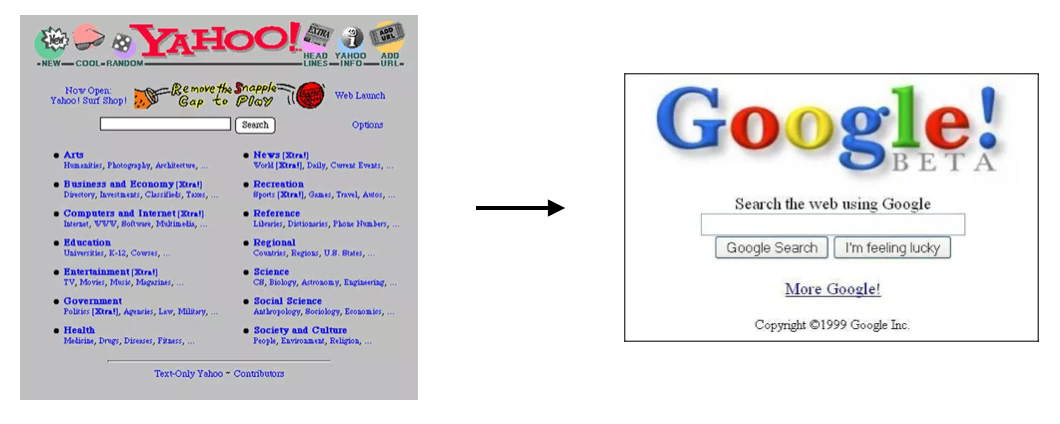 New
YAHOO!
EXTRA
i
ADD URL
NEW COOL RANDOM
HEAD LINES
YAHOO INFO
ADD URL
Now Open:
Yahoo! Surf Shop!
Remove the Snapple
Cap to Play
Web Launch
Search
Options
Arts
Humanities, Photography, Architecture, ...
Business and Economy [Xtra!]
Directory, Investments, Classifieds, Taxes, ...
Computers and Internet [Xtra!]
Internet, WWW, Software, Multimedia, ...
Education
Universities, K-12, Courses, ...
Entertainment [Xtra!]
TV, Movies, Music, Magazines, ...
Government
Politics [Xtra!], Agencies, Law, Military, ...
Health
Medicine, Drugs, Diseases, Fitness, ...
News [Xtra!]
World [Xtra!], Daily, Current Events, ...
Recreation
Sports [Xtra!], Games, Travel, Autos, ...
Reference
Libraries, Dictionaries, Phone Numbers, ...
Regional
Countries, Regions, U.S. States, ...
Science
CS, Biology, Astronomy, Engineering, ...
Social Science
Anthropology, Sociology, Economics, ...
Society and Culture
People, Environment, Religion, ...
Text-Only Yahoo ~ Contributors
Google!
BETA
Search the web using Google
Google Search
I'm feeling lucky
More Google!
Copyright ©1999 Google Inc.